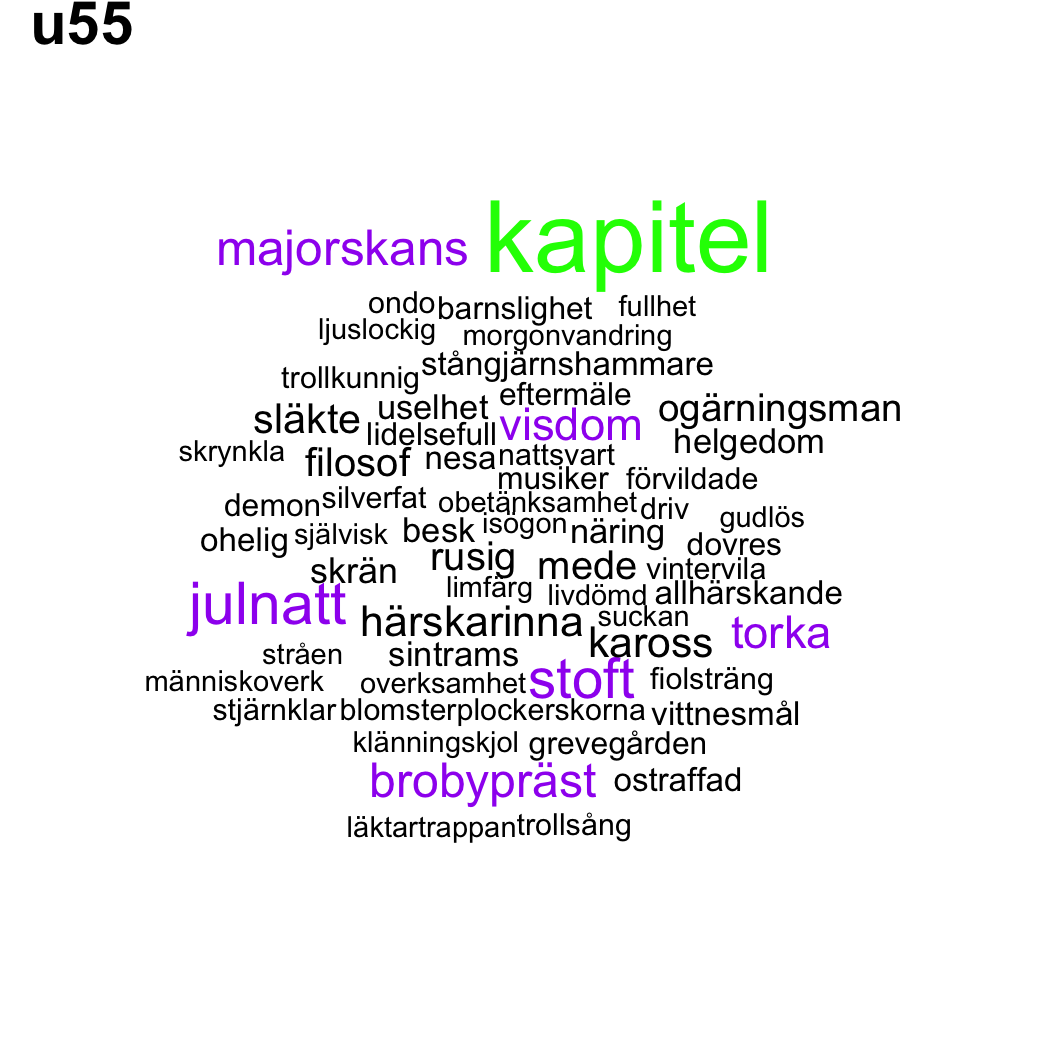 u55
majorskans kapitel
ondo barnslighet fullhet
ljuslockig morgonvandring
stångjärnshammare
trollkunnig
eftermäle
släkte uselhet visdom ogärningsman
lidelsefull helgedom
skrynkla filosof nesa nattsvart
musiker förvildade
demon silverfat obetänksamhet driv
isögon gudlös
ohelig självisk besk näring dovres
skrän rusig mede vintervila
limfärg livdömd allhärskande
julnatt härskarinna suckan torka
kaross
stråen sintrams
människoverk overksamhet stoft fiolsträng
stjärnklar blomsterplockerskorna vittnesmål
klänningskjol grevegården
brobypräst ostraffad
läktartrappan trollsång